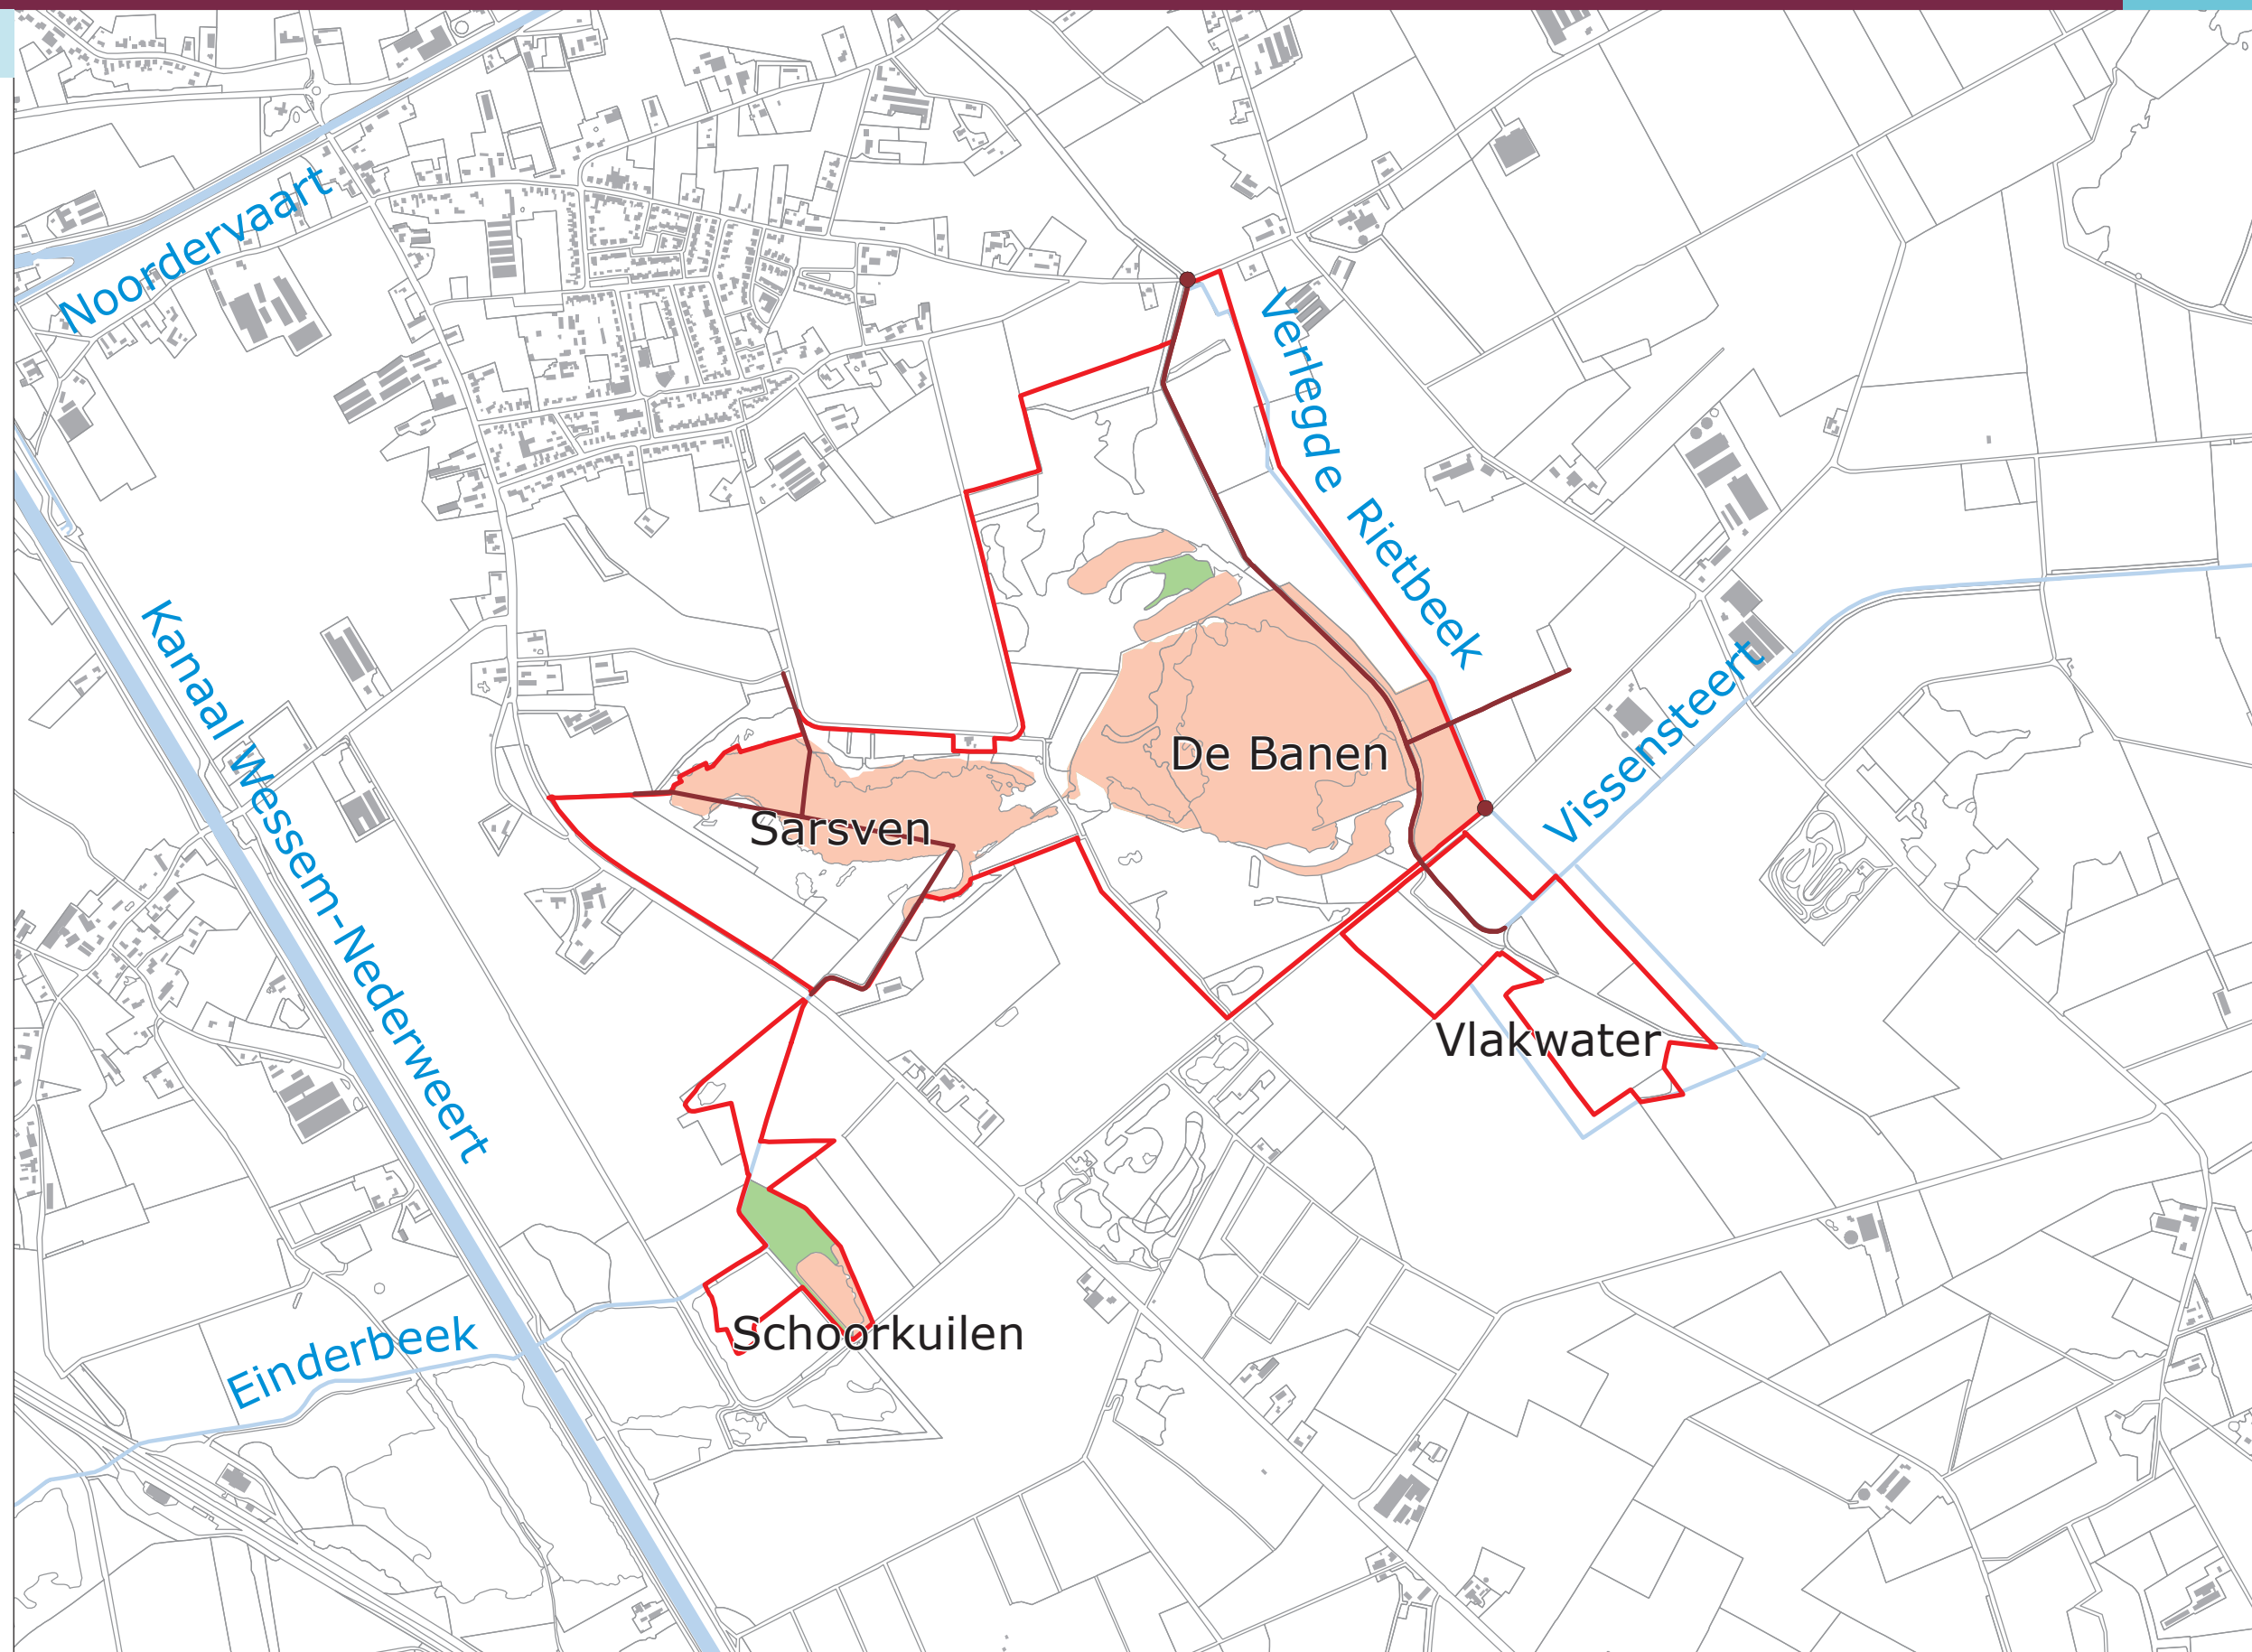 Noordervaart
Verlegde Rietbeek
Kanaal Wessem-Nederweert
Vissensteert
De Banen
Sarsven
Vlakwater
Schoorkuilen
Einderbeek